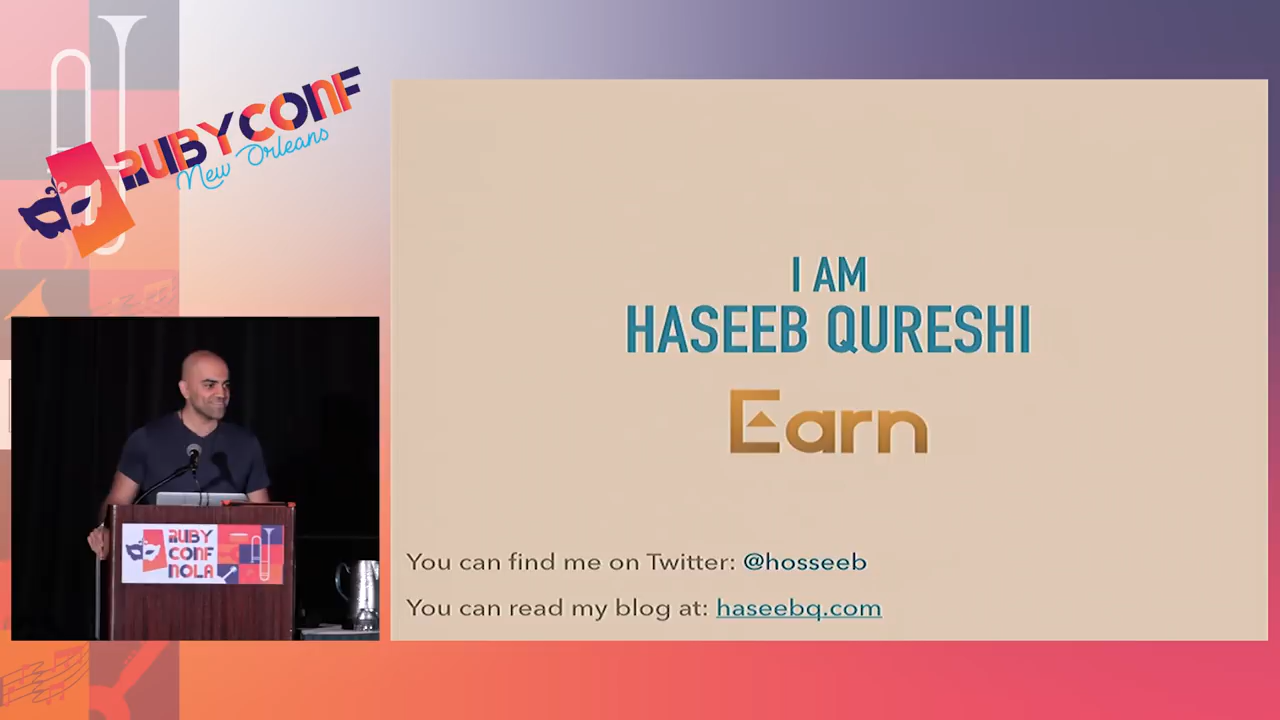 RUBYCONF
New Orleans
I AM
HASEEB QURESHI
Earn
You can find me on Twitter: @hosseeb
You can read my blog at: haseebq.com
RUBY
CONF
NOLA